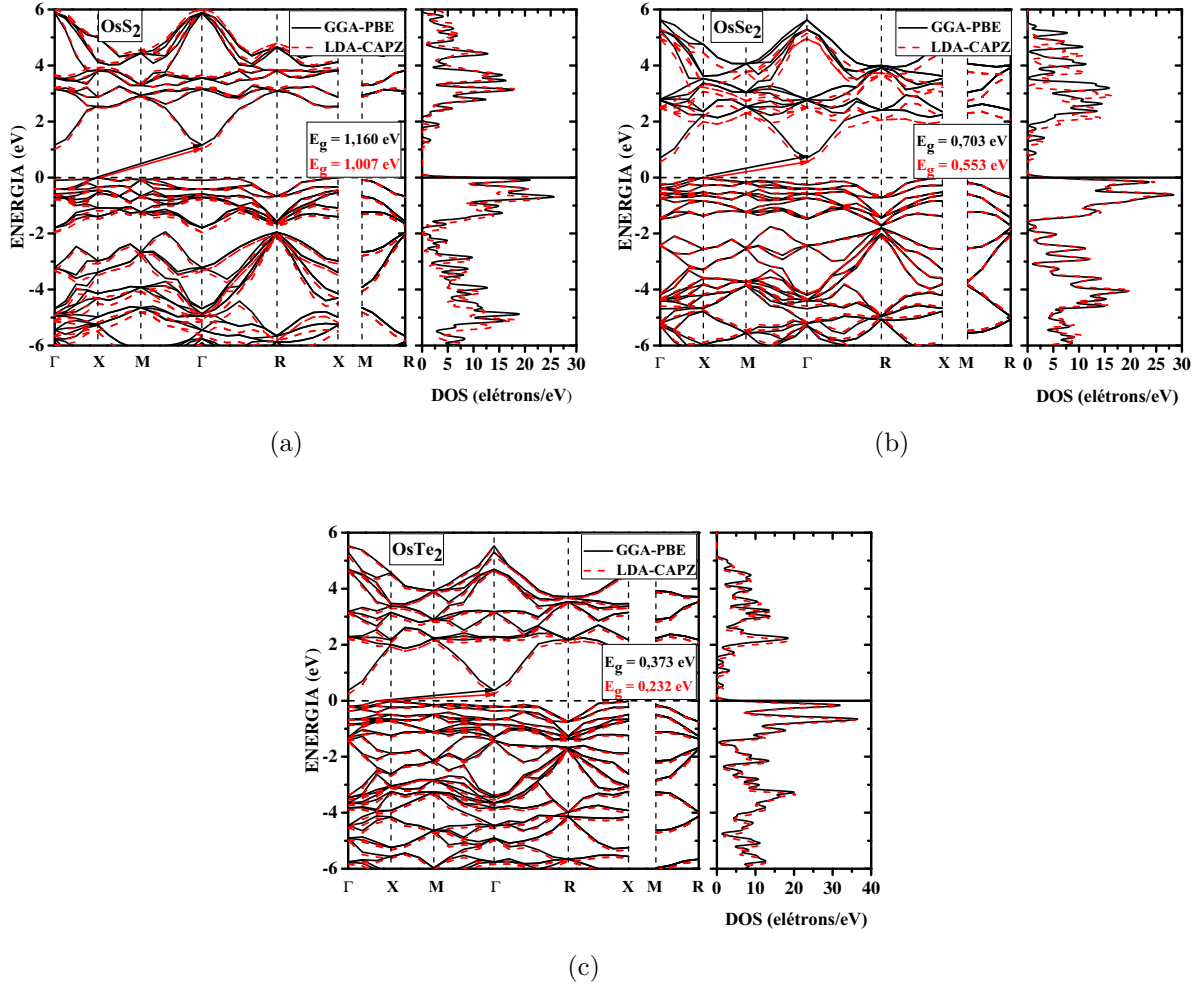 OsS2
GGA-PBE
LDA-CAPZ
Eg = 1,160 eV
Eg = 1,007 eV
ENERGIA (eV)
6
4
2
0
-2
-4
-6
Γ X M Γ R X M R
0 5 10 15 20 25 30
DOS (elétrons/eV)
(a)
OsSe2
GGA-PBE
LDA-CAPZ
Eg = 0,703 eV
Eg = 0,553 eV
ENERGIA (eV)
6
4
2
0
-2
-4
-6
Γ X M Γ R X M R
0 5 10 15 20 25 30
DOS (elétrons/eV)
(b)
OsTe2
GGA-PBE
LDA-CAPZ
Eg = 0,373 eV
Eg = 0,232 eV
ENERGIA (eV)
6
4
2
0
-2
-4
-6
Γ X M Γ R X M R
0 10 20 30 40
DOS (elétrons/eV)
(c)